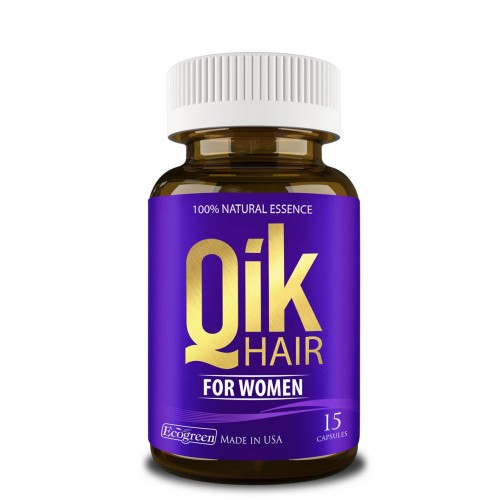 100% NATURAL ESSENCE
Qik
HAIR
FOR WOMEN
Ecogreen MADE IN USA
15
CAPSULES